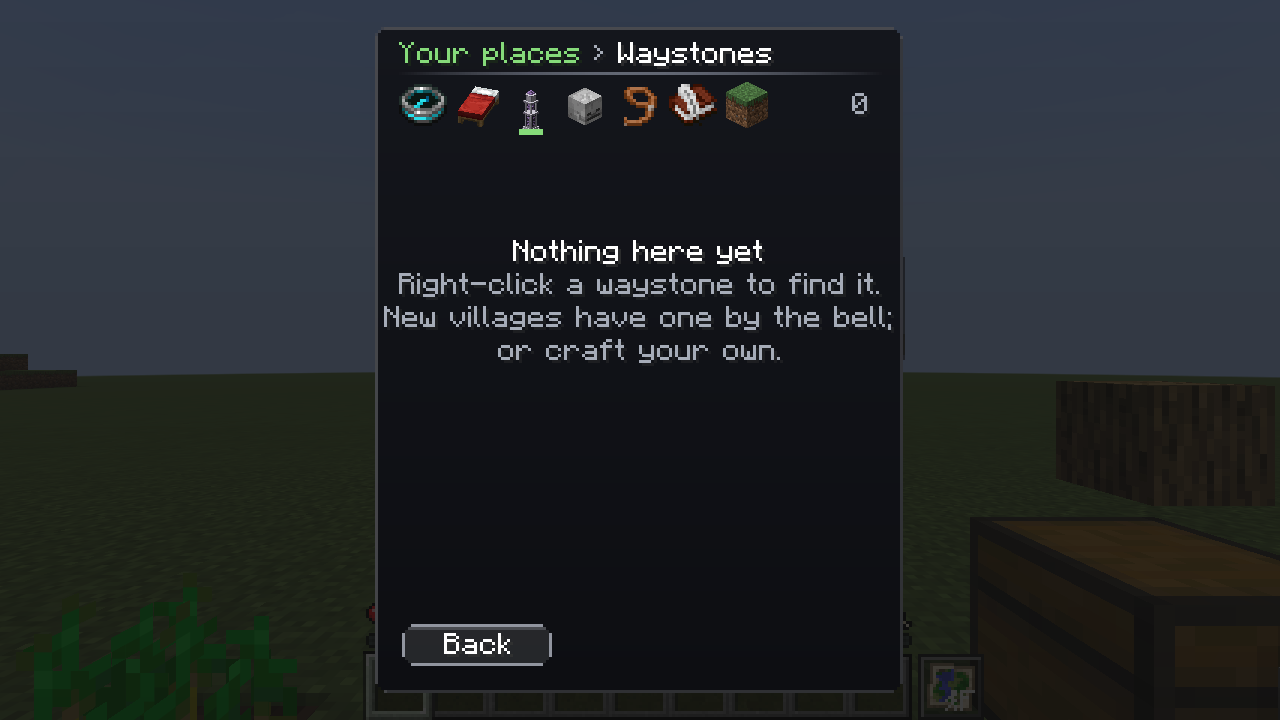 Your places > Waystones
0
Nothing here yet
Right-click a waystone to find it.
New villages have one by the bell;
or craft your own.
Back